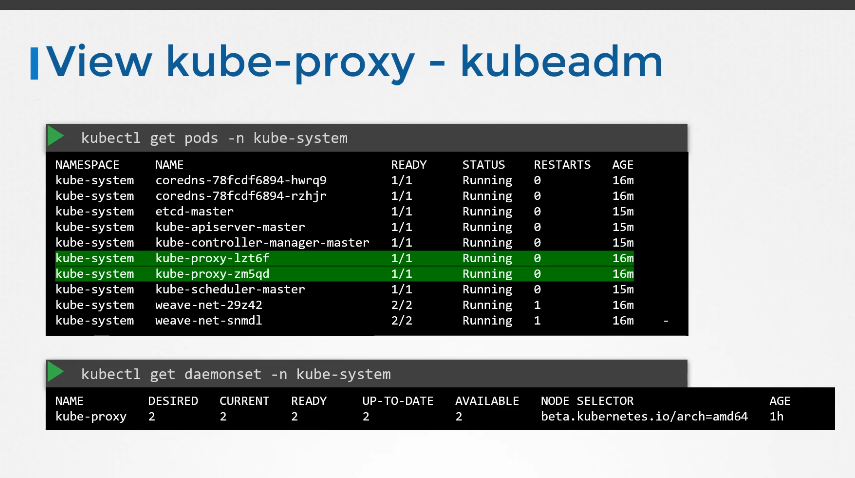 View kube-proxy - kubeadm
kubectl get pods -n kube-system
NAMESPACE NAME READY STATUS RESTARTS AGE
kube-system coredns-78fcdf6894-hwrq9 1/1 Running 0 16m
kube-system coredns-78fcdf6894-rzhjr 1/1 Running 0 16m
kube-system etcd-master 1/1 Running 0 15m
kube-system kube-apiserver-master 1/1 Running 0 15m
kube-system kube-controller-manager-master 1/1 Running 0 15m
kube-system kube-proxy-lzt6f 1/1 Running 0 16m
kube-system kube-proxy-zm5qd 1/1 Running 0 16m
kube-system kube-scheduler-master 1/1 Running 0 15m
kube-system weave-net-29z42 2/2 Running 1 16m
kube-system weave-net-snmdl 2/2 Running 1 16m -
kubectl get daemonset -n kube-system
NAME DESIRED CURRENT READY UP-TO-DATE AVAILABLE NODE SELECTOR AGE
kube-proxy 2 2 2 2 2 beta.kubernetes.io/arch=amd64 1h